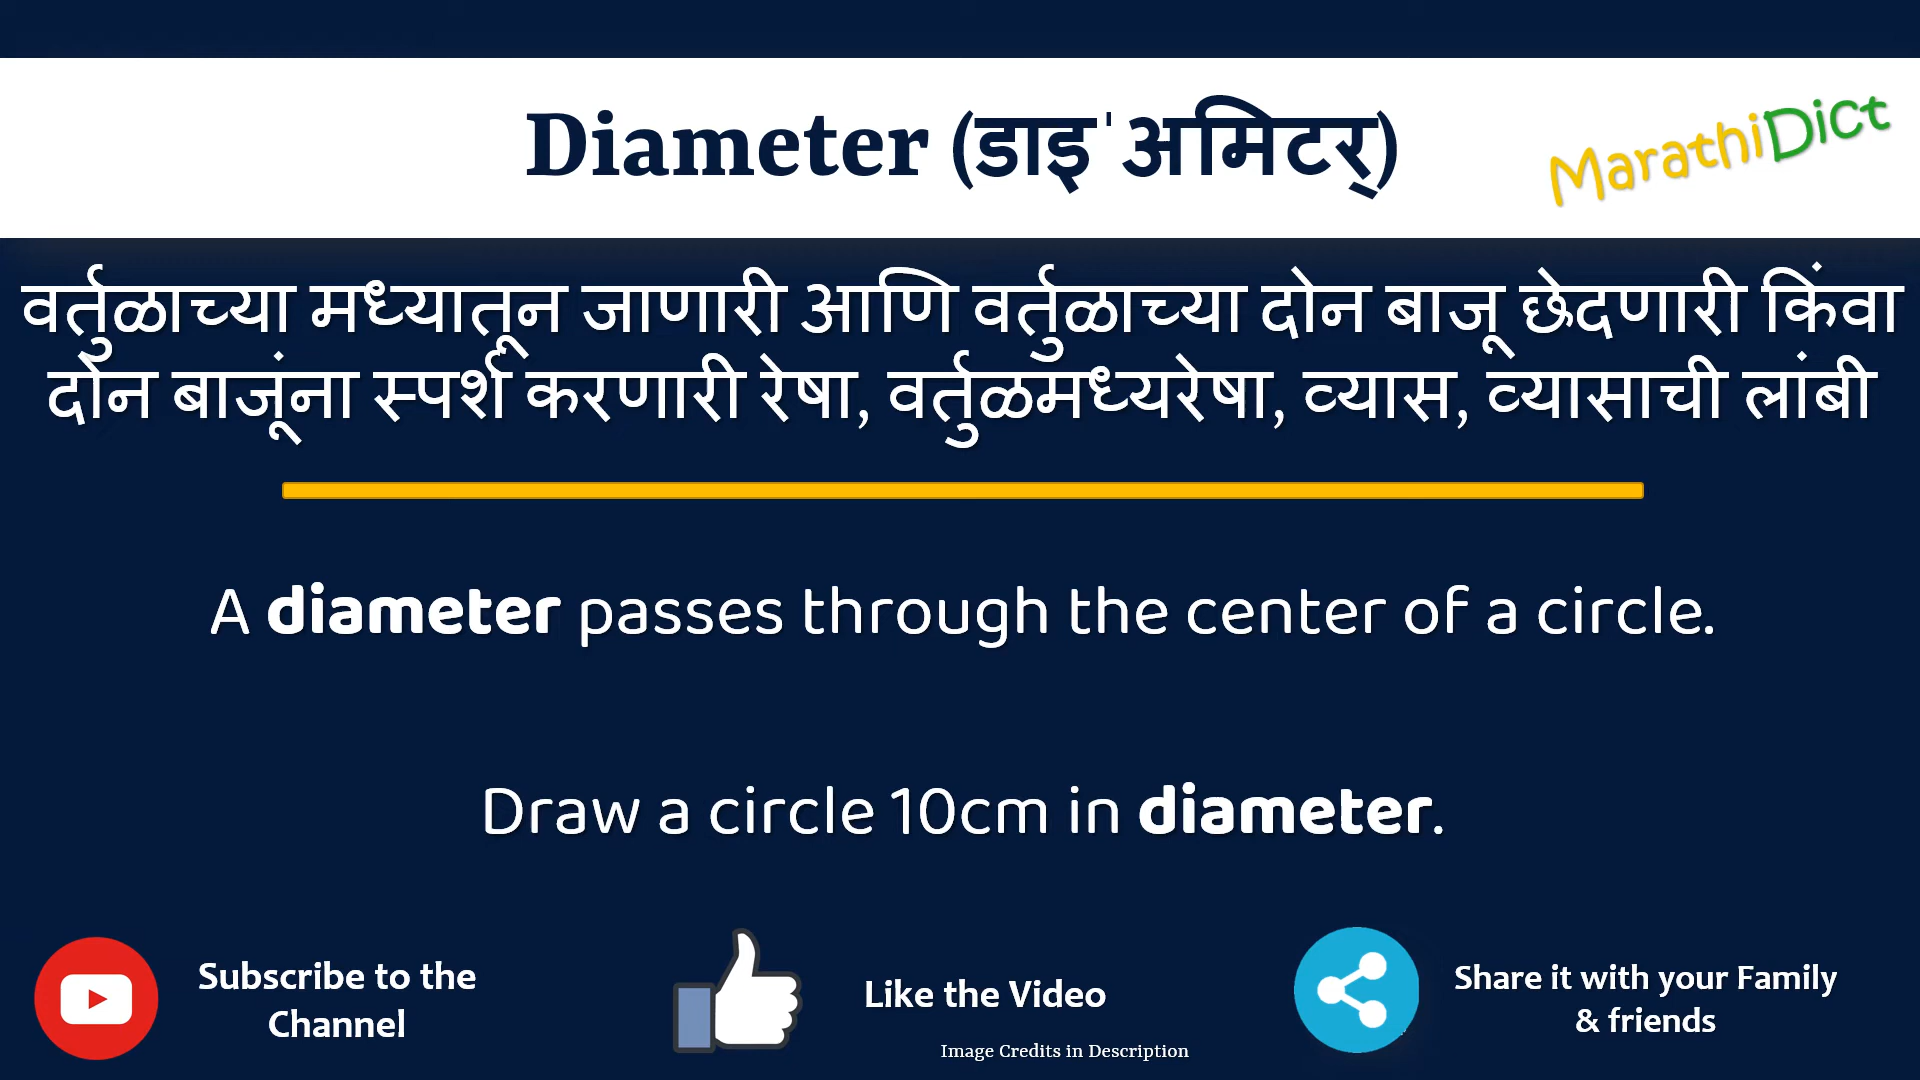 Diameter (डाइˈअमिटर्)
MarathiDict
वर्तुळाच्या मध्यातून जाणारी आणि वर्तुळाच्या दोन बाजू छेदणारी किंवा
दोन बाजूंना स्पर्श करणारी रेषा, वर्तुळमध्यरेषा, व्यास, व्यासाची लांबी
A diameter passes through the center of a circle.
Draw a circle 10cm in diameter.
Subscribe to the
Channel
Like the Video
Share it with your Family
& friends
Image Credits in Description